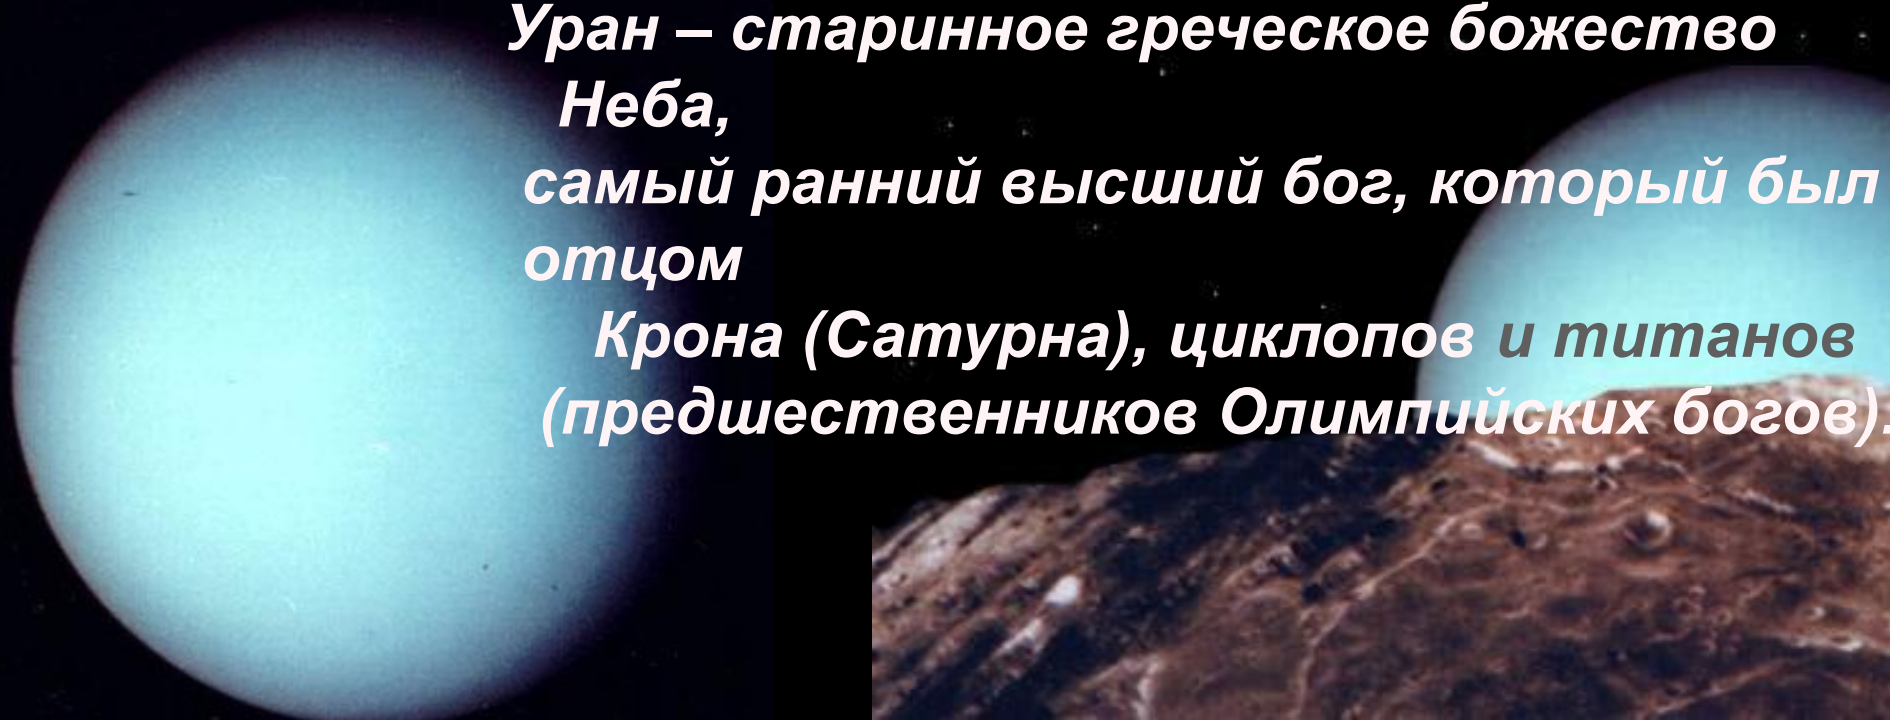 Уран – старинное греческое божество
Неба,
самый ранний высший бог, который был
отцом
Крона (Сатурна), циклопов и титанов
(предшественников Олимпийских богов).